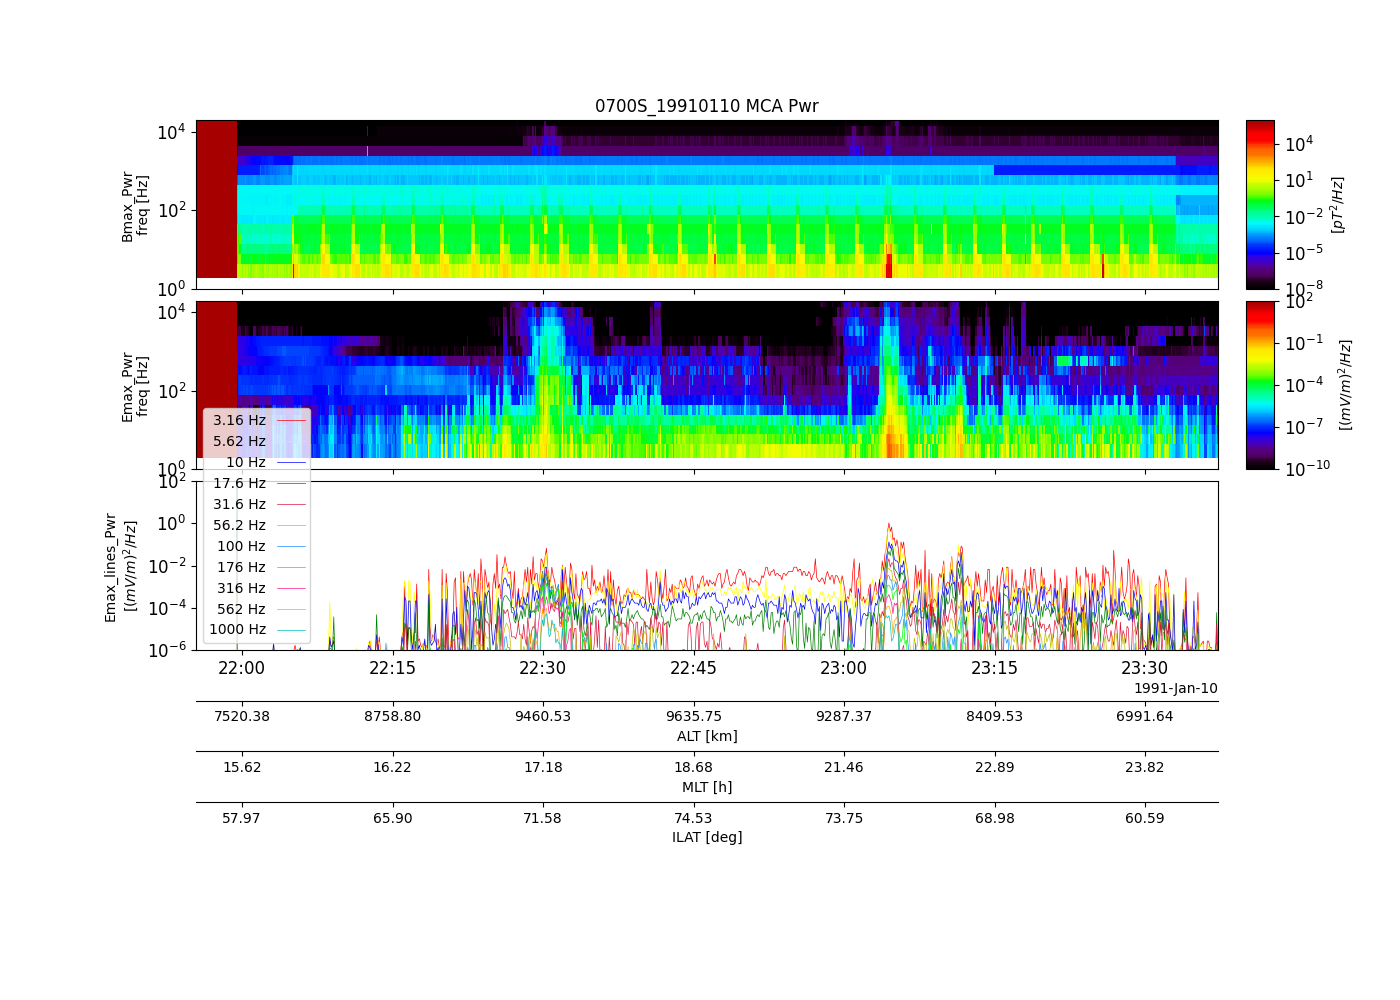 0700S_19910110 MCA Pwr
10^4
10^2
10^0
Bmax_Pwr
freq [Hz]
10^4
10^1
10^-2
10^-5
10^-8
[pT^2/Hz]
10^4
10^2
10^0
Emax_Pwr
freq [Hz]
10^2
10^-1
10^-4
10^-7
10^-10
[(mV/m)^2/Hz]
3.16 Hz
5.62 Hz
10 Hz
17.6 Hz
31.6 Hz
56.2 Hz
100 Hz
176 Hz
316 Hz
562 Hz
1000 Hz
10^2
10^0
10^-2
10^-4
10^-6
Emax_lines_Pwr
[(mV/m)^2/Hz]
22:00 22:15 22:30 22:45 23:00 23:15 23:30
1991-Jan-10
7520.38 8758.80 9460.53 9635.75 9287.37 8409.53 6991.64
ALT [km]
15.62 16.22 17.18 18.68 21.46 22.89 23.82
MLT [h]
57.97 65.90 71.58 74.53 73.75 68.98 60.59
ILAT [deg]